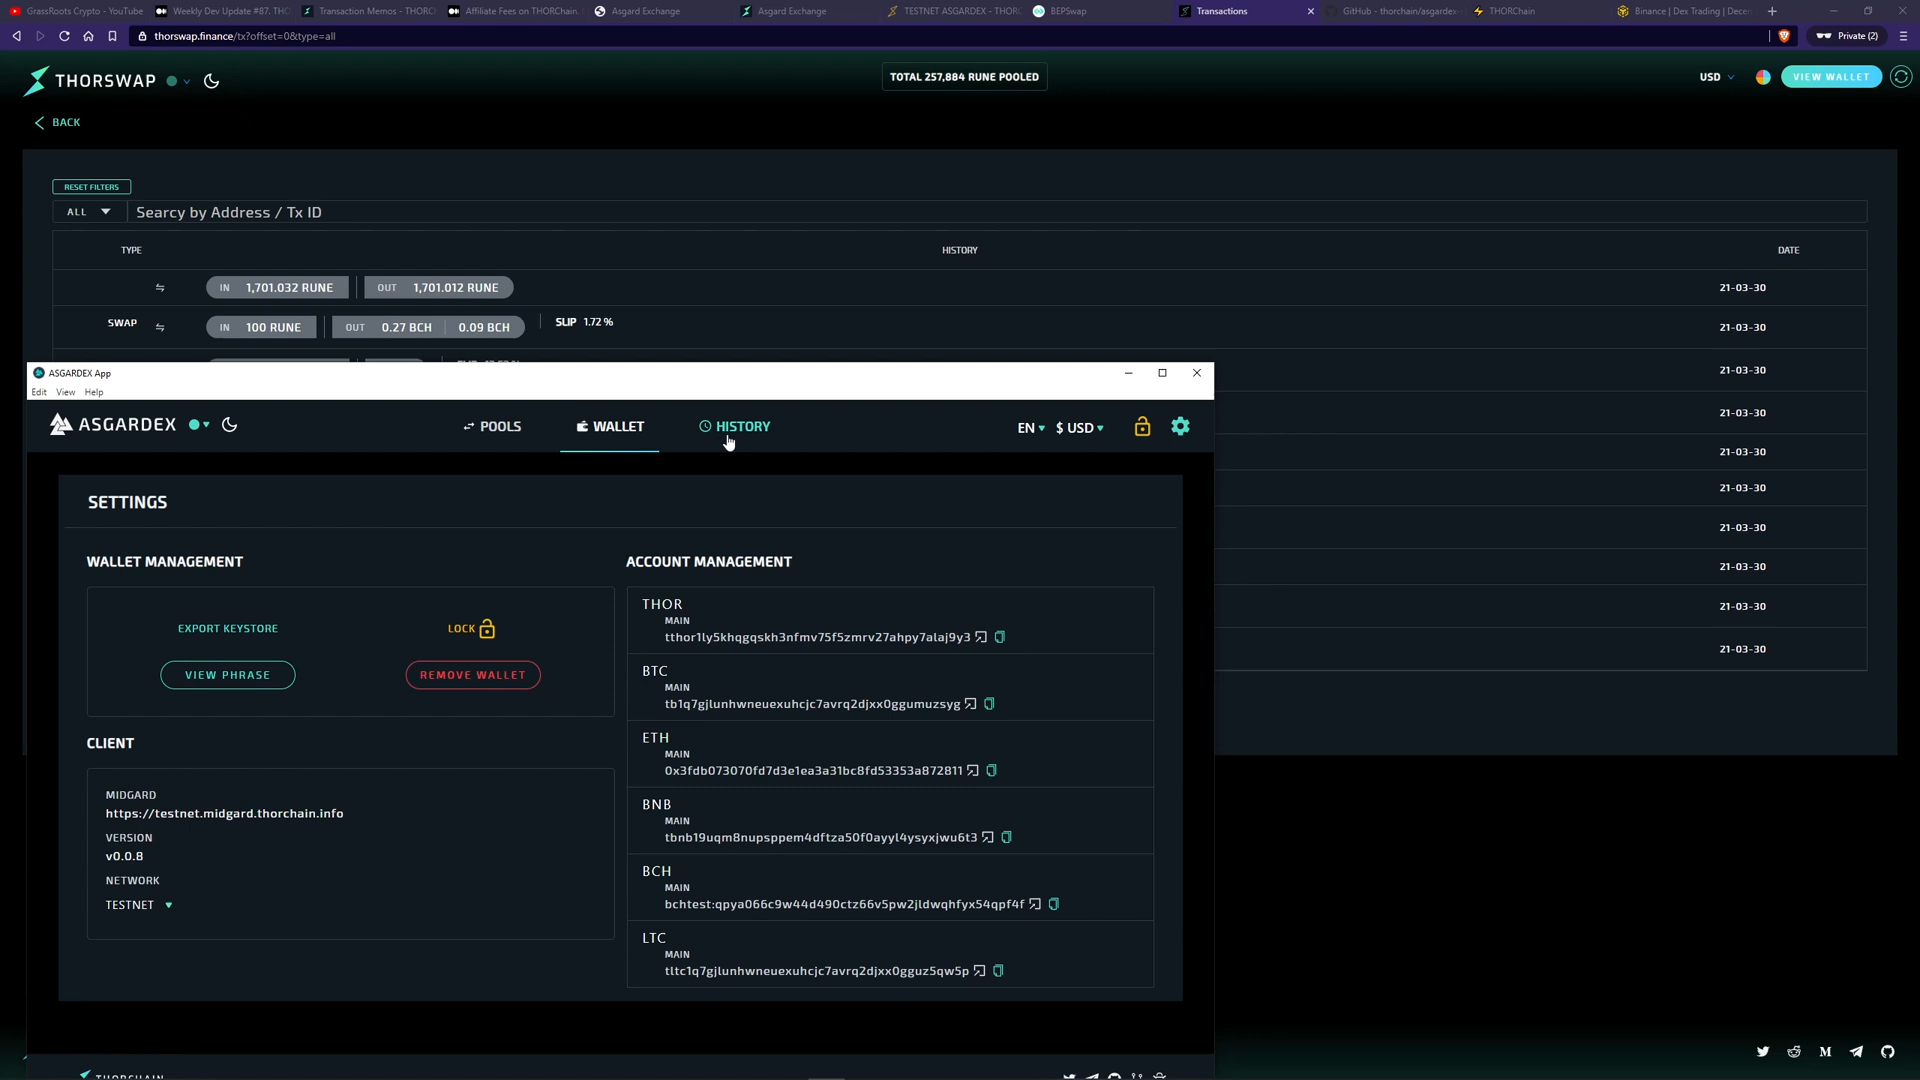 GrassRoots Crypto - YouTube
Weekly Dev Update #87. THC
Transaction Memos - THORCH
Affiliate Fees on THORChain.
Asgard Exchange
Asgard Exchange
TESTNET ASGARDEX - THORC
BEPSwap
Transactions
GitHub - thorchain/asgardex-
THORChain
Binance | Dex Trading | Decen
thorswap.finance/tx?offset=0&type=all
Private (2)
THORSWAP
TOTAL 257,884 RUNE POOLED
USD
VIEW WALLET
BACK
RESET FILTERS
ALL
Searcy by Address / Tx ID
TYPE
HISTORY
DATE
IN 1,701.032 RUNE
OUT 1,701.012 RUNE
21-03-30
SWAP
IN 100 RUNE
OUT 0.27 BCH 0.09 BCH
SLIP 1.72 %
21-03-30
21-03-30
21-03-30
21-03-30
21-03-30
21-03-30
21-03-30
21-03-30
21-03-30
ASGARDEX App
Edit View Help
ASGARDEX
POOLS
WALLET
HISTORY
EN
$ USD
SETTINGS
WALLET MANAGEMENT
EXPORT KEYSTORE
LOCK
VIEW PHRASE
REMOVE WALLET
CLIENT
MIDGARD
https://testnet.midgard.thorchain.info
VERSION
v0.0.8
NETWORK
TESTNET
ACCOUNT MANAGEMENT
THOR
MAIN
tthor1ly5khqgqskh3nfmv75f5zmrv27ahpy7alaj9y3
BTC
MAIN
tb1q7gjlunhwneuexuhcjc7avrq2djxx0ggumuzsyg
ETH
MAIN
0x3fdb073070fd7d3e1ea3a31bc8fd53353a872811
BNB
MAIN
tbnb19uqm8nupsppem4dftza50f0ayyl4ysyxjwu6t3
BCH
MAIN
bchtest:qpya066c9w44d490ctz66v5pw2jldwqhfyx54qpf4f
LTC
MAIN
tltc1q7gjlunhwneuexuhcjc7avrq2djxx0gguz5qw5p
THORCHAIN